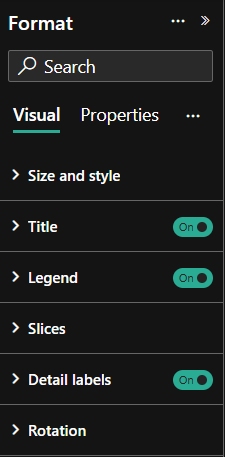 Format
Search
Visual Properties
Size and style
Title On
Legend On
Slices
Detail labels On
Rotation